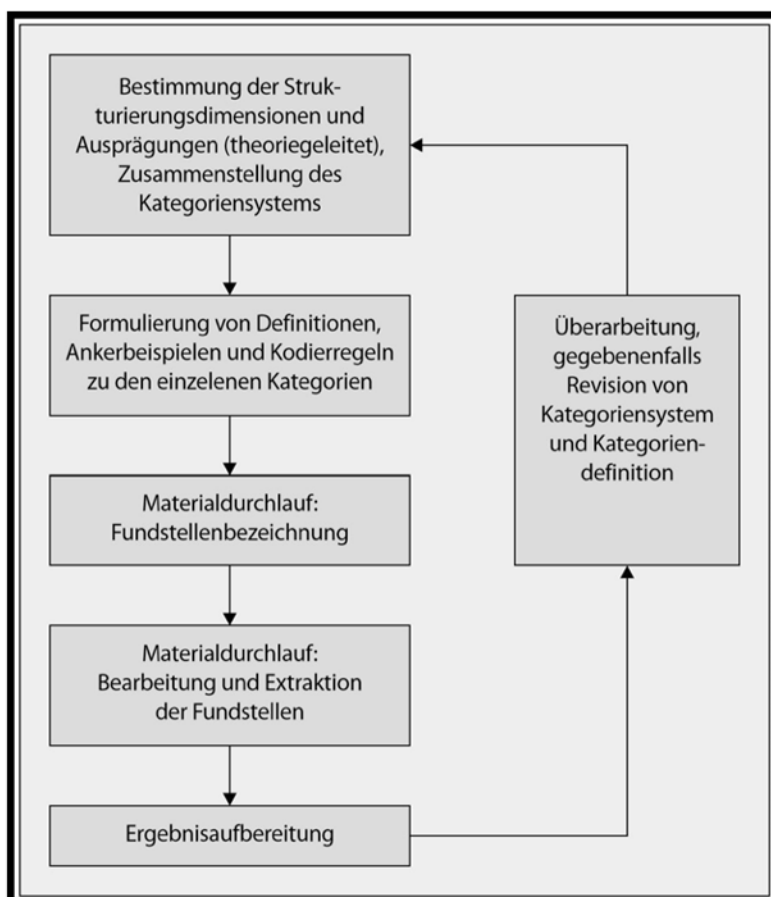 Bestimmung der Struk-
turierungsdimensionen und
Ausprägungen (theoriegeleitet),
Zusammenstellung des
Kategoriensystems
Formulierung von Definitionen,
Ankerbeispielen und Kodierregeln
zu den einzelenen Kategorien
Materialdurchlauf:
Fundstellenbezeichnung
Materialdurchlauf:
Bearbeitung und Extraktion
der Fundstellen
Ergebnisaufbereitung
Überarbeitung,
gegebenenfalls
Revision von
Kategoriensystem
und Kategorien-
definition